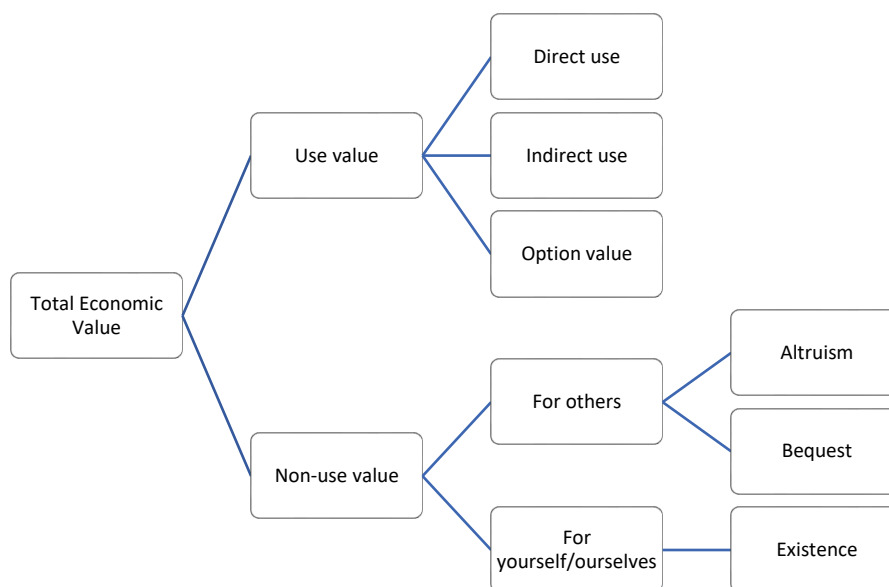 Direct use
Use value
Indirect use
Option value
Total Economic
Value
Altruism
For others
Bequest
Non-use value
For
yourself/ourselves
Existence